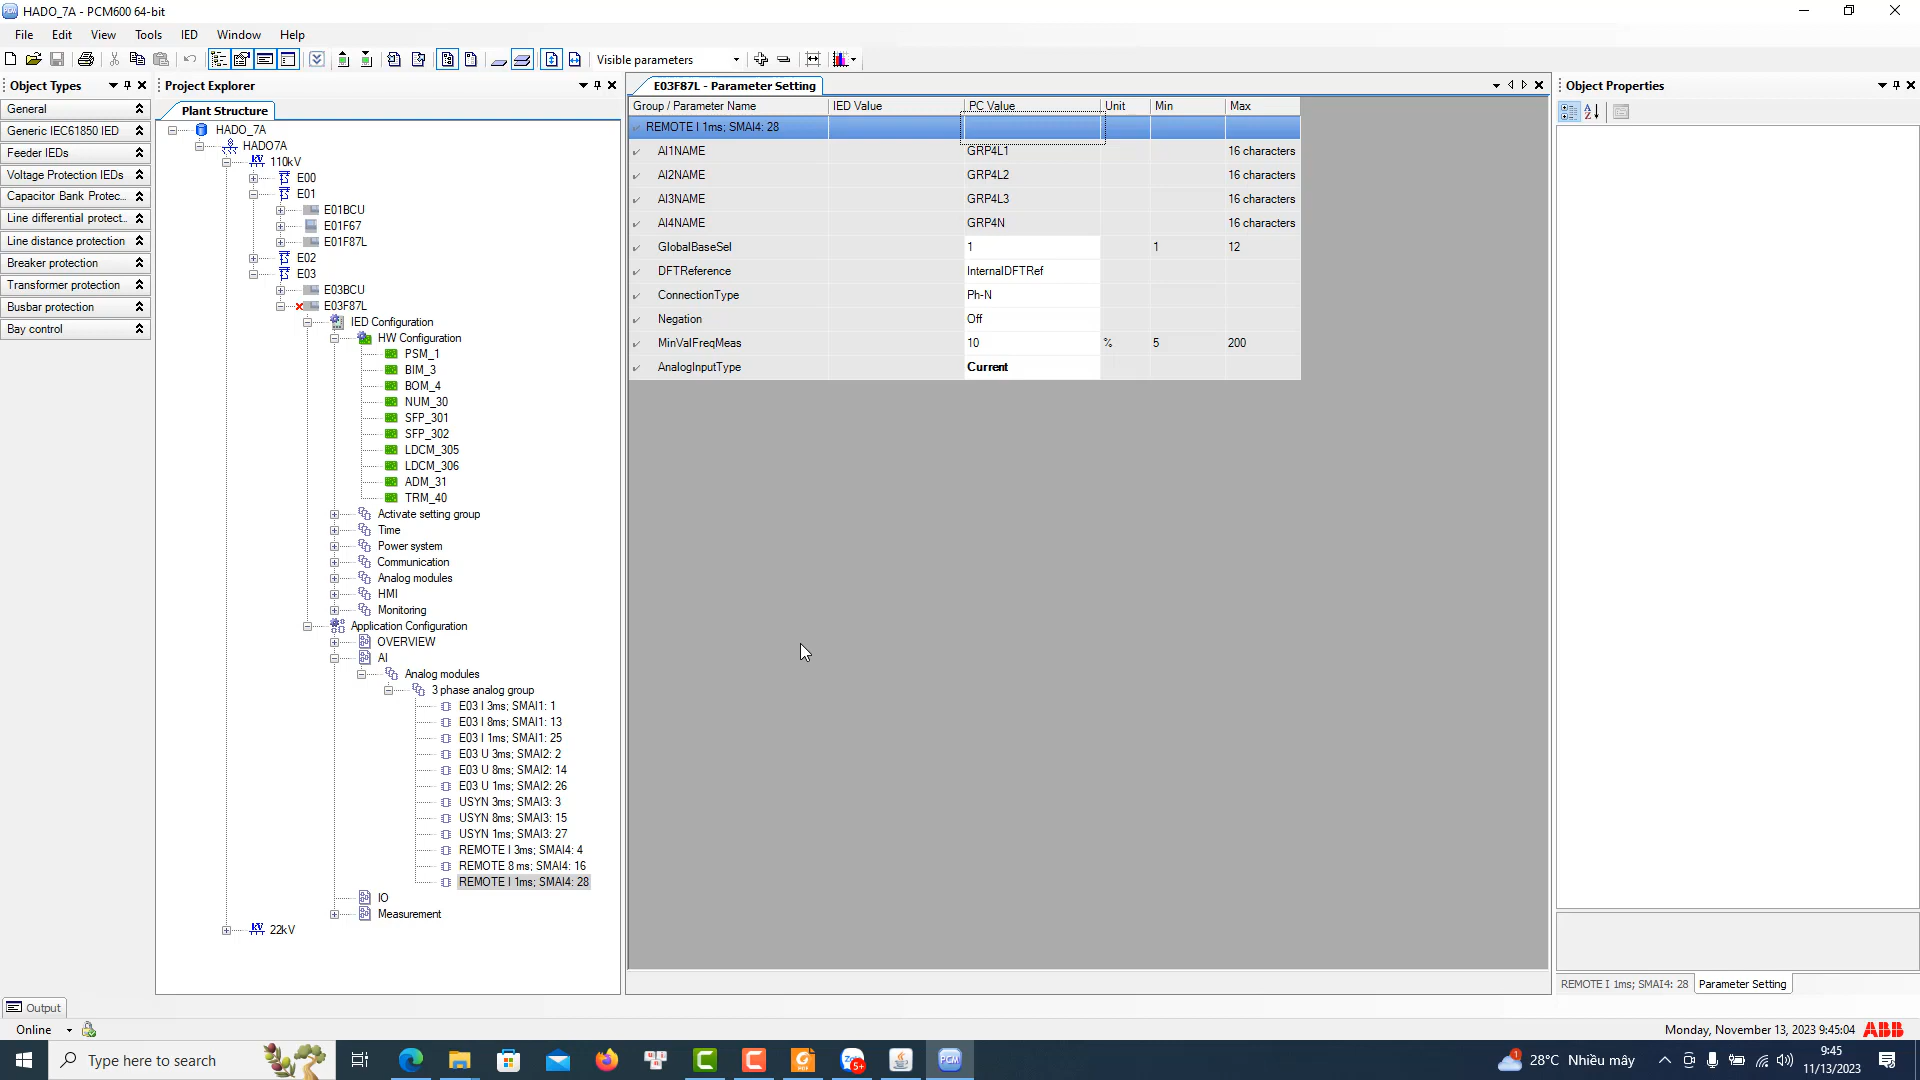 HADO_7A - PCM600 64-bit
File Edit View Tools IED Window Help
Visible parameters
Object Types
General
Generic IEC61850 IED
Feeder IEDs
Voltage Protection IEDs
Capacitor Bank Protec...
Line differential protect...
Line distance protection
Breaker protection
Transformer protection
Busbar protection
Bay control
Project Explorer
Plant Structure
HADO_7A
HADO7A
110kV
E00
E01
E01BCU
E01F67
E01F87L
E02
E03
E03BCU
E03F87L
IED Configuration
HW Configuration
PSM_1
BIM_3
BOM_4
NUM_30
SFP_301
SFP_302
LDCM_305
LDCM_306
ADM_31
TRM_40
Activate setting group
Time
Power system
Communication
Analog modules
HMI
Monitoring
Application Configuration
OVERVIEW
AI
Analog modules
3 phase analog group
E03 I 3ms; SMAI1: 1
E03 I 8ms; SMAI1: 13
E03 I 1ms; SMAI1: 25
E03 U 3ms; SMAI2: 2
E03 U 8ms; SMAI2: 14
E03 U 1ms; SMAI2: 26
USYN 3ms; SMAI3: 3
USYN 8ms; SMAI3: 15
USYN 1ms; SMAI3: 27
REMOTE I 3ms; SMAI4: 4
REMOTE 8 ms; SMAI4: 16
REMOTE I 1ms; SMAI4: 28
IO
Measurement
22kV
E03F87L - Parameter Setting
Group / Parameter Name IED Value PC Value Unit Min Max
REMOTE I 1ms; SMAI4: 28
AI1NAME GRP4L1 16 characters
AI2NAME GRP4L2 16 characters
AI3NAME GRP4L3 16 characters
AI4NAME GRP4N 16 characters
GlobalBaseSel 1 1 12
DFTReference InternalDFTRef
ConnectionType Ph-N
Negation Off
MinValFreqMeas 10 % 5 200
AnalogInputType Current
Object Properties
REMOTE I 1ms; SMAI4: 28 Parameter Setting
Output
Online
Monday, November 13, 2023 9:45:04 ABB
Type here to search
28°C Nhiều mây
9:45
11/13/2023